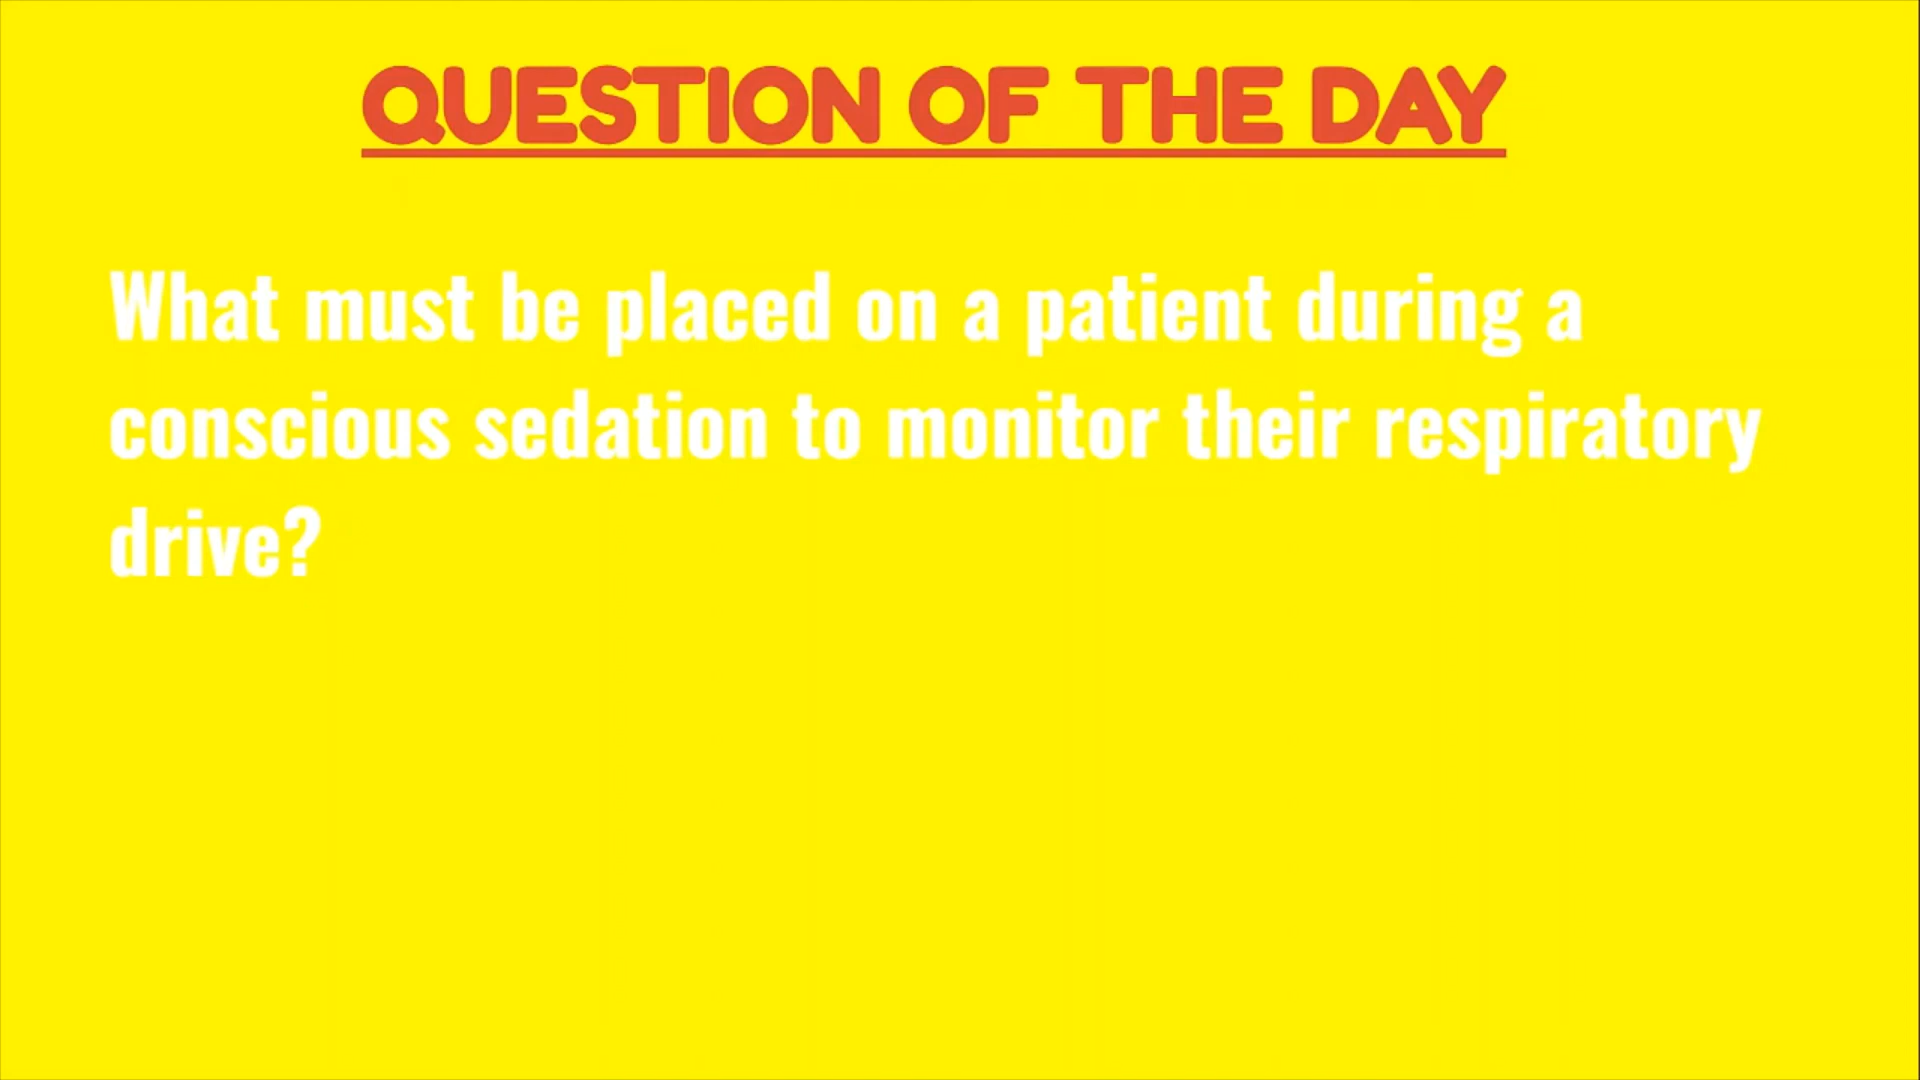 QUESTION OF THE DAY
What must be placed on a patient during a
conscious sedation to monitor their respiratory
drive?